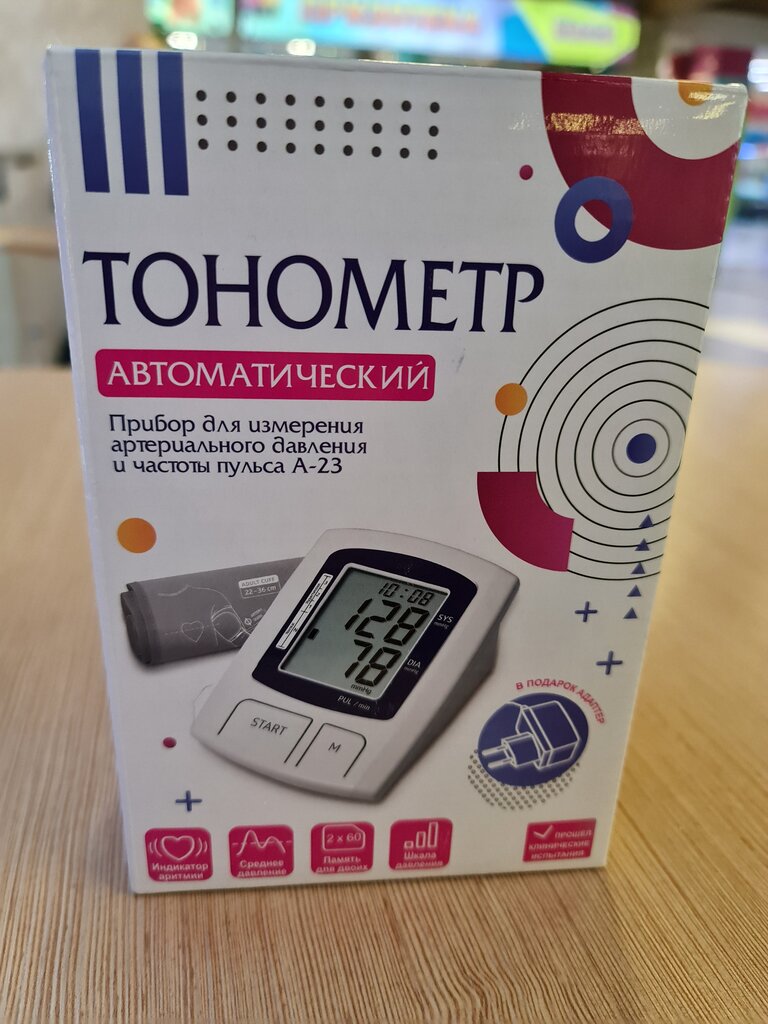 ТОНОМЕТР
АВТОМАТИЧЕСКИЙ
Прибор для измерения
артериального давления
и частоты пульса А-23
ADULT CUFF
22-36 cm
10:08
128
SYS
mmHg
78
DIA
mmHg
mmHg
PUL / min
START
M
В ПОДАРОК АДАПТЕР
Индикатор
аритмии
Среднее
давление
2 x 60
Память
для двоих
Шкала
давления
ПРОШЕЛ
КЛИНИЧЕСКИЕ
ИСПЫТАНИЯ